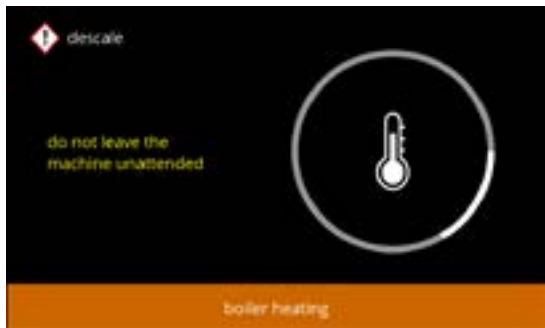 descale
do not leave the
machine unattended
boiler heating